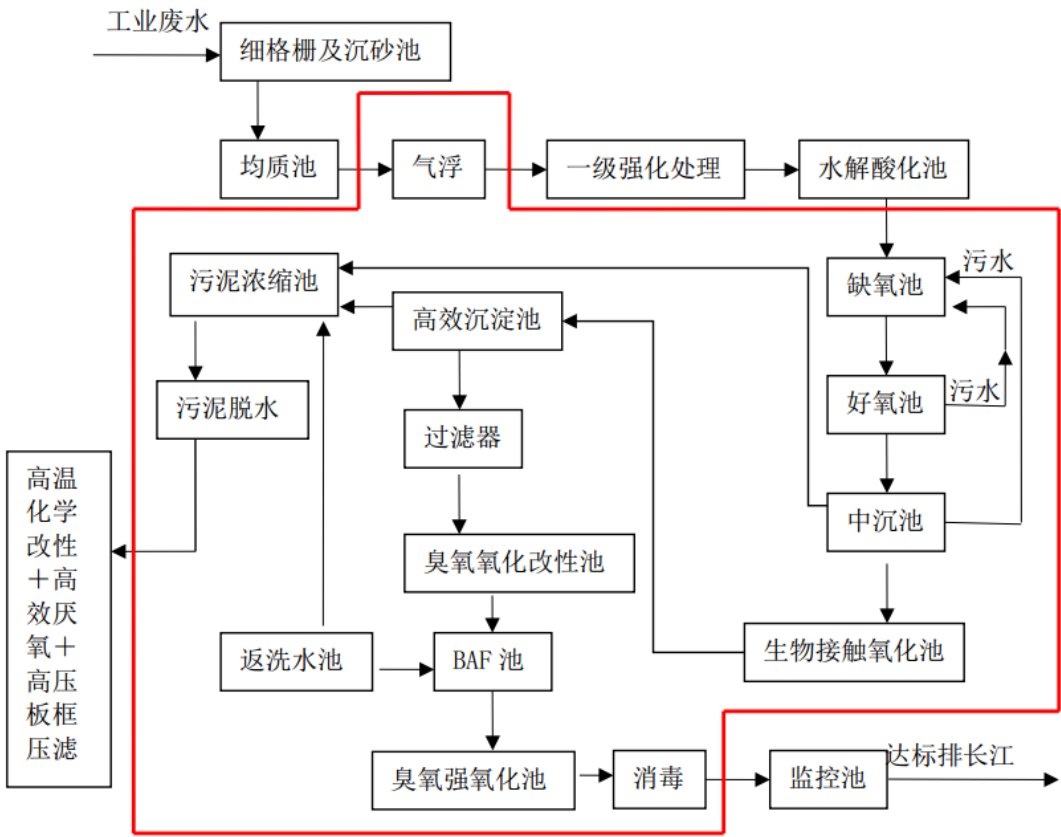 工业废水
细格栅及沉砂池
均质池
气浮
一级强化处理
水解酸化池
污泥浓缩池
高效沉淀池
缺氧池
污水
污泥脱水
过滤器
好氧池
污水
高温
化学
改性
+高
效厌
氧+
高压
板框
压滤
中沉池
臭氧氧化改性池
返洗水池
BAF 池
生物接触氧化池
臭氧强氧化池
消毒
监控池
达标排长江